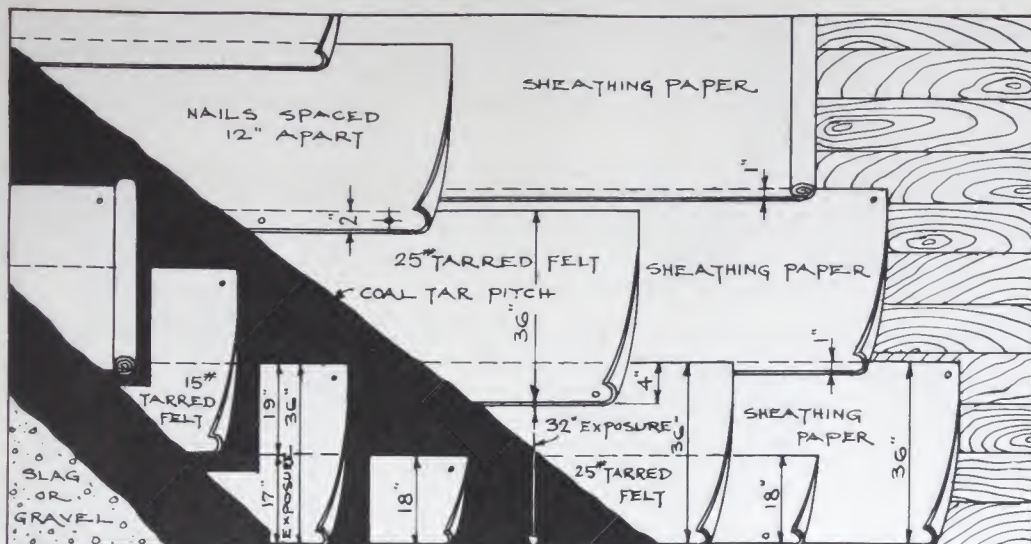 SHEATHING PAPER
NAILS SPACED
12" APART
1"
2"
25# TARRED FELT
SHEATHING PAPER
COAL TAR PITCH
36"
1"
15#
TARRED
FELT
19"
36"
4"
32" EXPOSURE
36"
SHEATHING
PAPER
36"
25# TARRED
FELT
17"
EXPOSURE
18"
18"
SLAG
OR
GRAVEL